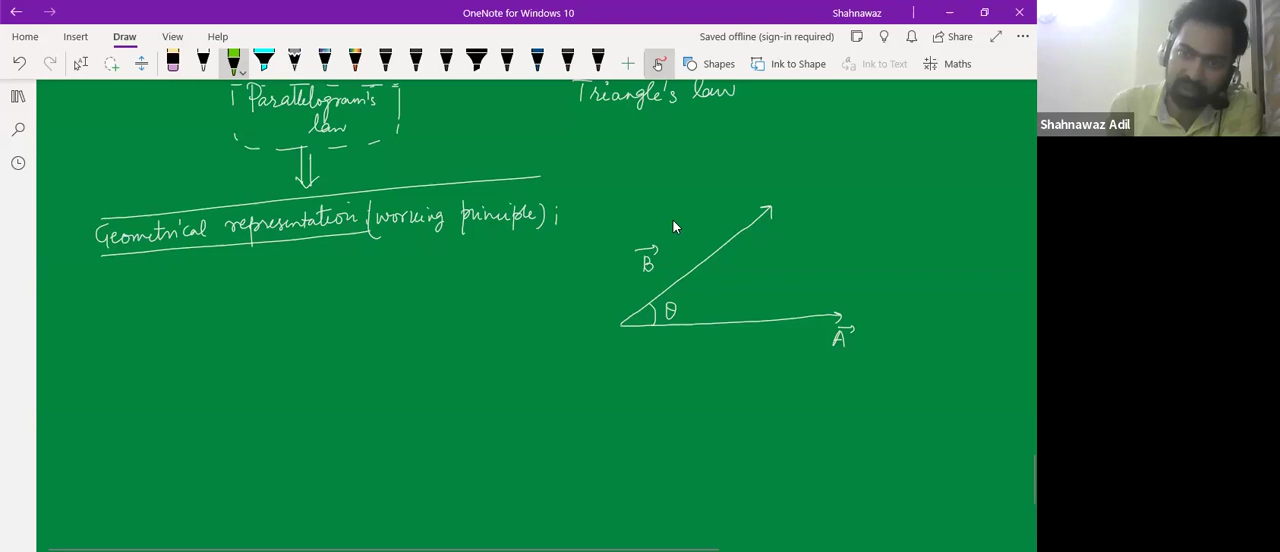 OneNote for Windows 10
Shahnawaz
Home Insert Draw View Help
Saved offline (sign-in required)
Share
Shapes
Ink to Shape
Ink to Text
Maths
Shahnawaz Adil
Parallelogram's
law
Triangle's law
Geometrical representation (working principle) ;
B
θ
A